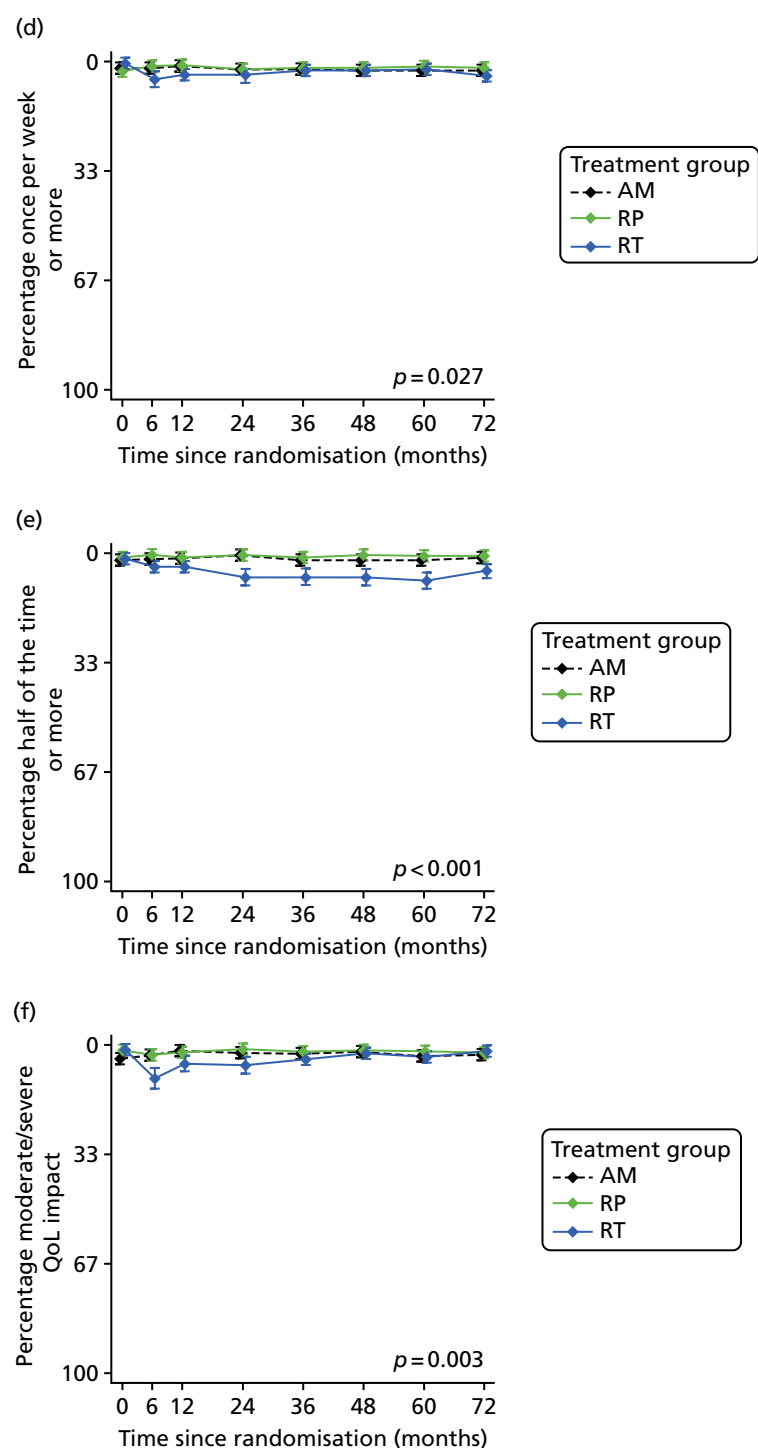 (d)
Percentage once per week
or more
0
33
67
100
p=0.027
0 6 12 24 36 48 60 72
Time since randomisation (months)
Treatment group
AM
RP
RT
(e)
Percentage half of the time
or more
0
33
67
100
p<0.001
0 6 12 24 36 48 60 72
Time since randomisation (months)
Treatment group
AM
RP
RT
(f)
Percentage moderate/severe
QoL impact
0
33
67
100
p=0.003
0 6 12 24 36 48 60 72
Time since randomisation (months)
Treatment group
AM
RP
RT